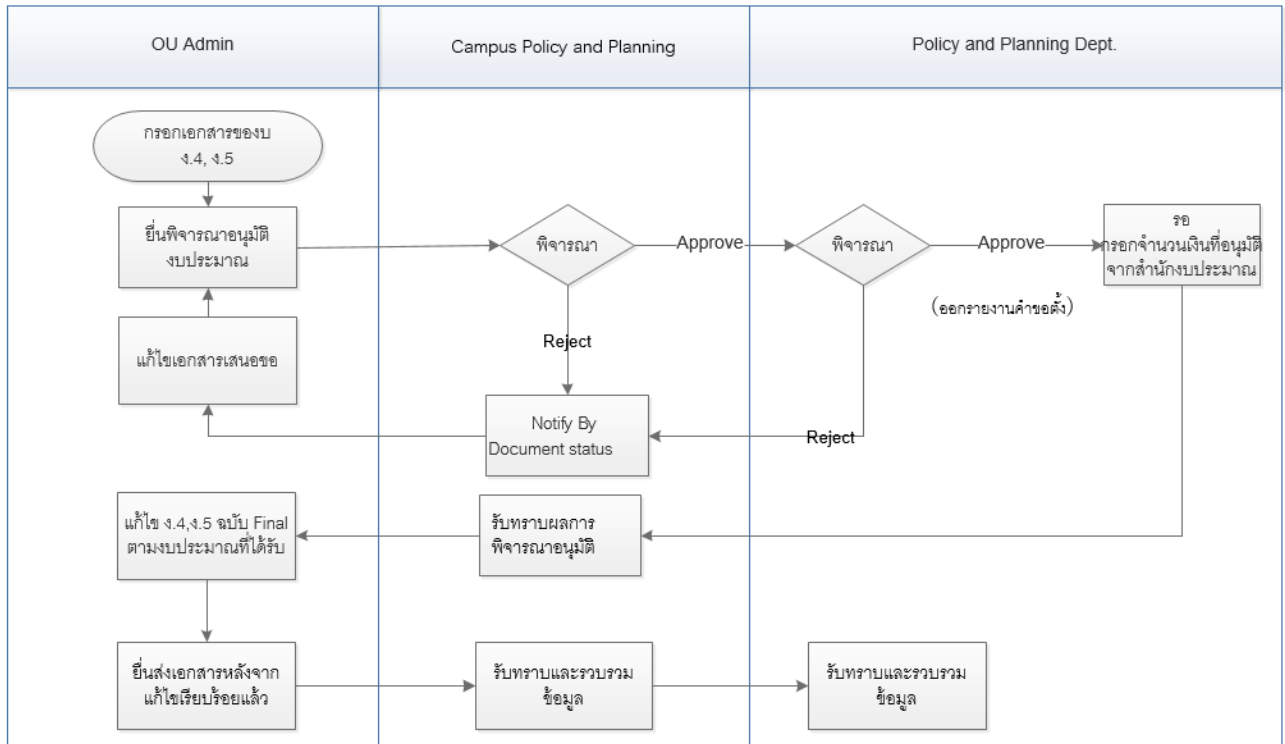 OU Admin
Campus Policy and Planning
Policy and Planning Dept.
กรอกเอกสารของบ
ง.4, ง.5
ยื่นพิจารณาอนุมัติ
งบประมาณ
พิจารณา
Approve
พิจารณา
Approve
รอ
กรอกจำนวนเงินที่อนุมัติ
จากสำนักงบประมาณ
(ออกรายงานคำขอตั้ง)
แก้ไขเอกสารเสนอขอ
Reject
Notify By
Document status
Reject
แก้ไข ง.4,ง.5 ฉบับ Final
ตามงบประมาณที่ได้รับ
รับทราบผลการ
พิจารณาอนุมัติ
ยื่นส่งเอกสารหลังจาก
แก้ไขเรียบร้อยแล้ว
รับทราบและรวบรวม
ข้อมูล
รับทราบและรวบรวม
ข้อมูล